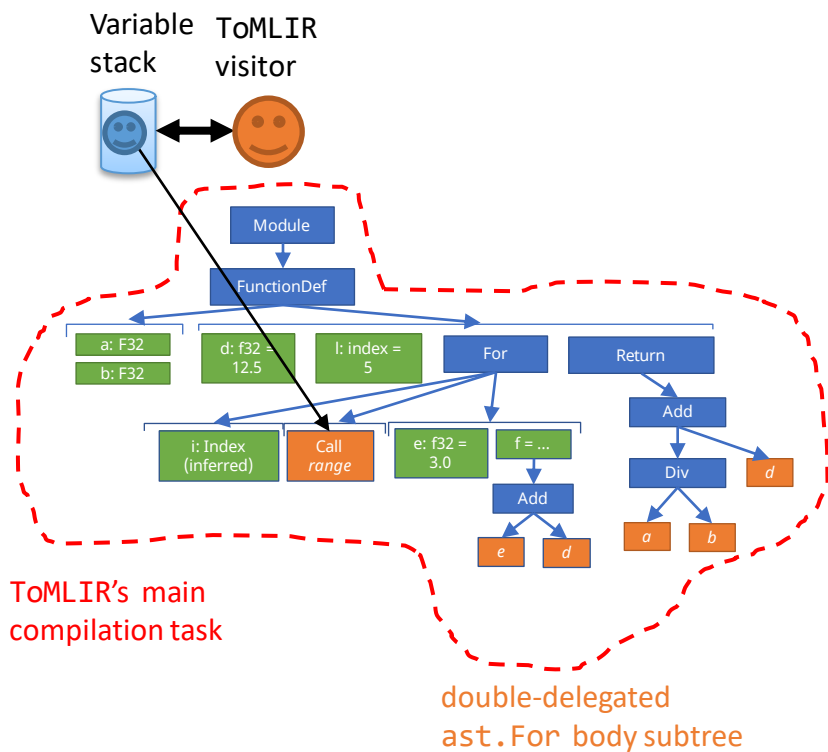 Variable
stack
ToMLIR
visitor
Module
FunctionDef
a: F32
b: F32
d: f32 =
12.5
l: index =
5
For
Return
i: Index
(inferred)
Call
range
e: f32 =
3.0
f = ...
Add
Add
Div
d
e
d
a
b
ToMLIR's main
compilation task
double-delegated
ast.For body subtree